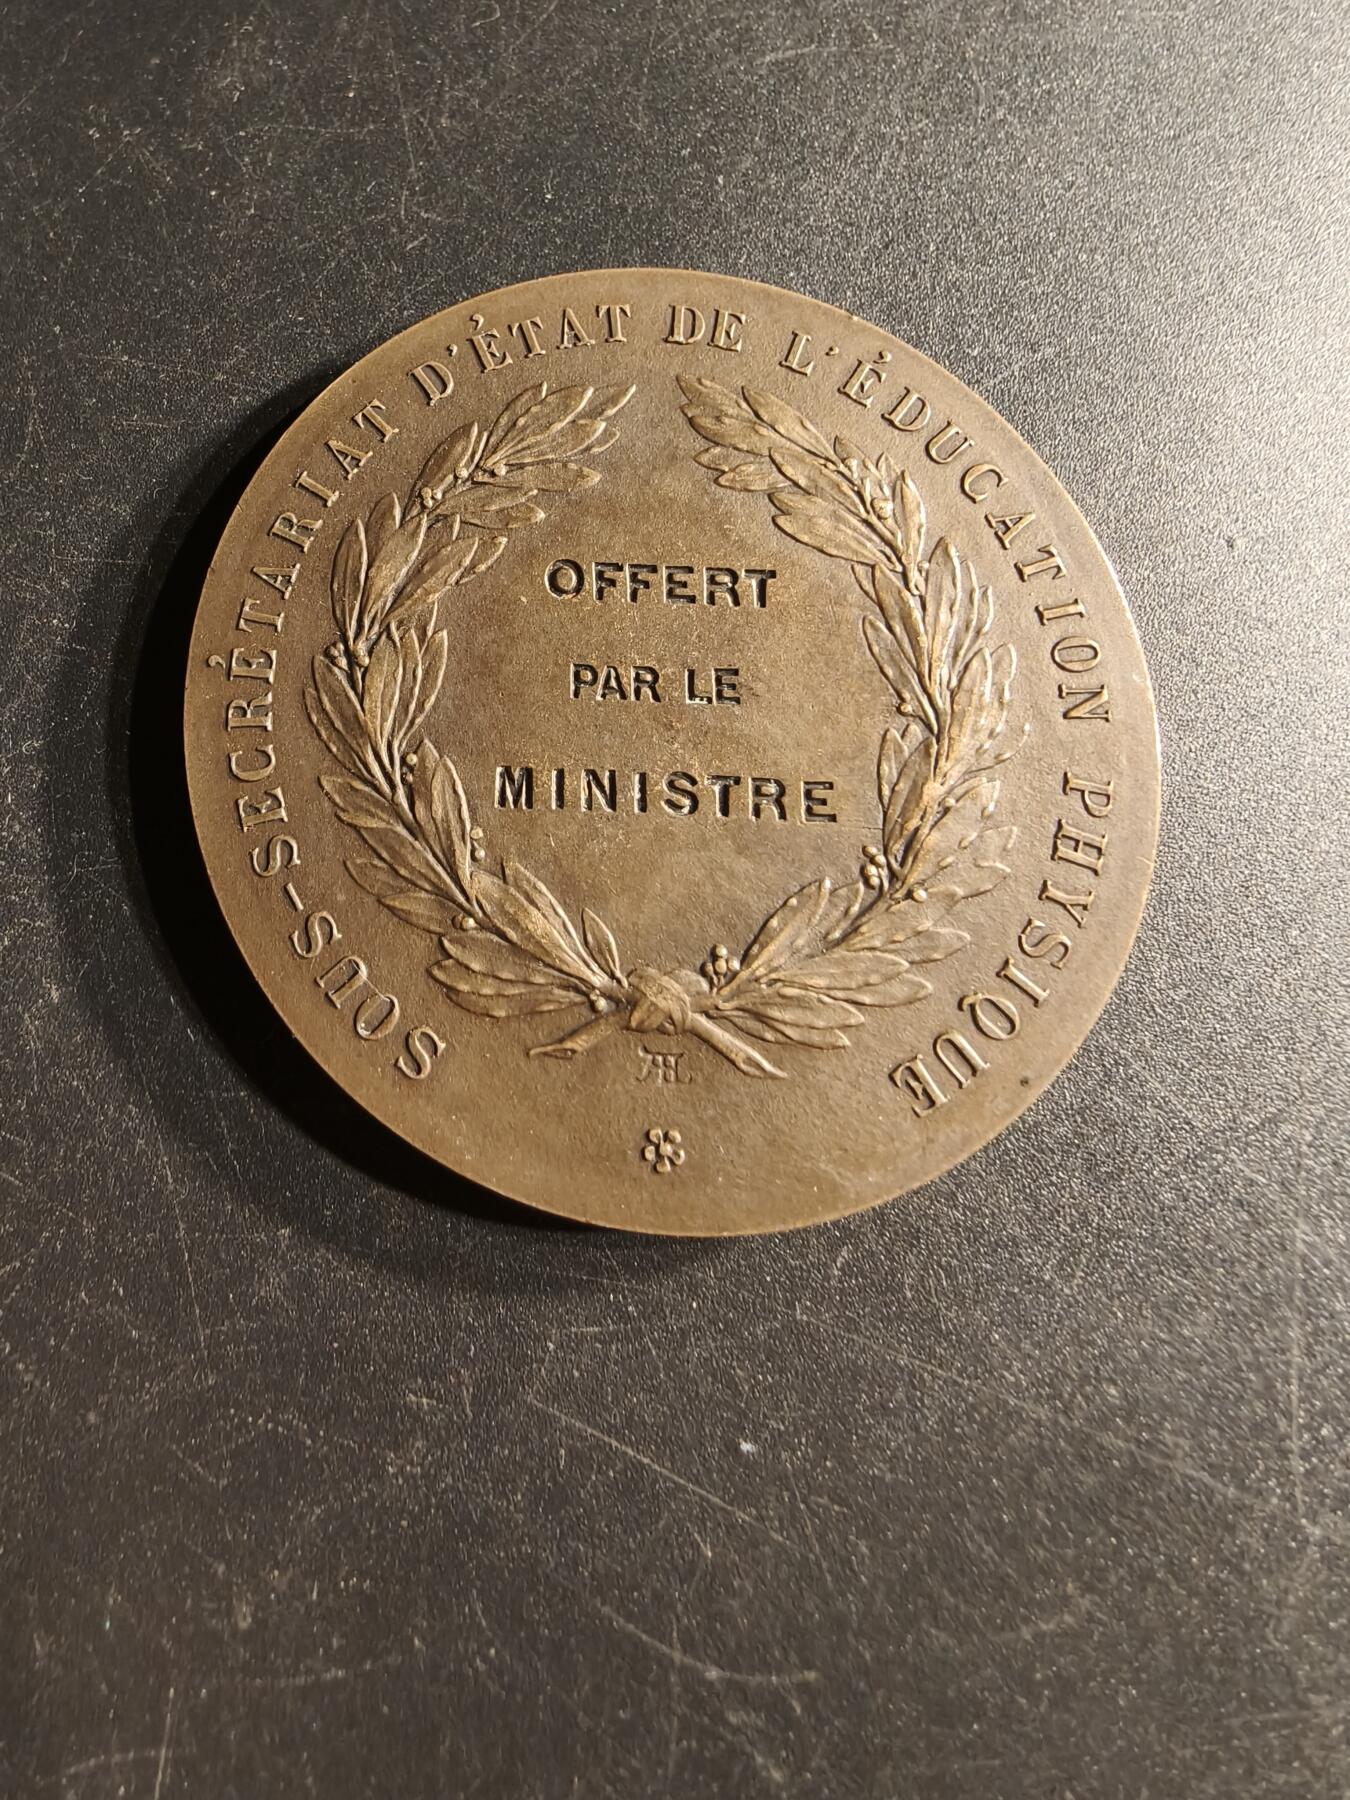 SOUS-SECRÉTARIAT D'ÉTAT DE L'ÉDUCATION PHYSIQUE
OFFERT
PAR LE
MINISTRE